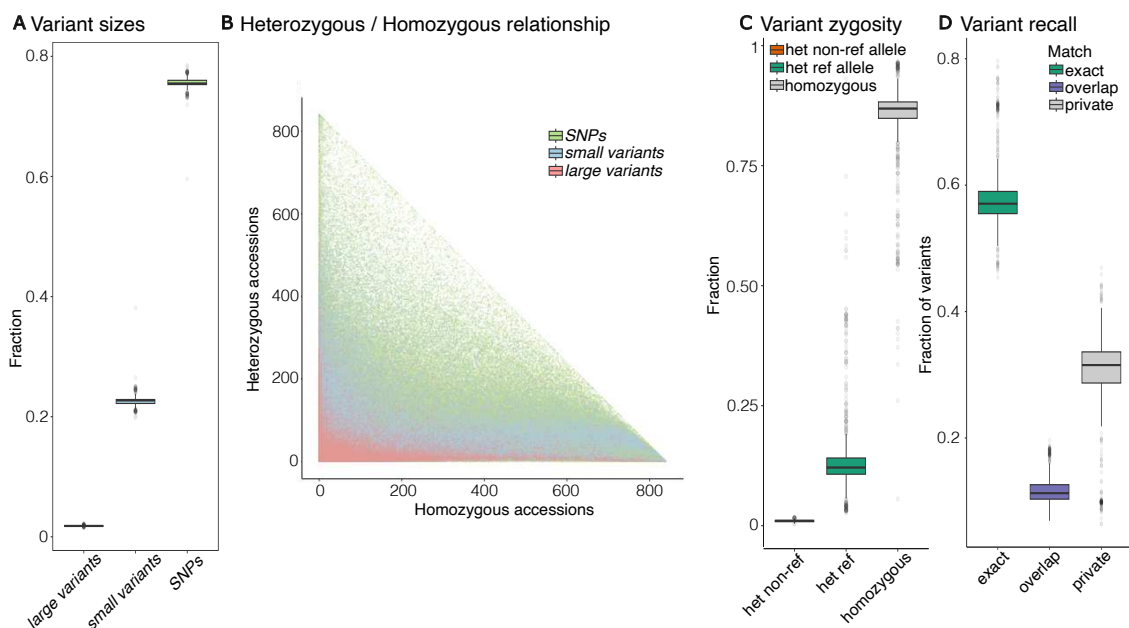 A Variant sizes
0.8
0.6
0.4
0.2
0
Fraction
large variants
small variants
SNPs
B Heterozygous / Homozygous relationship
800
600
400
200
0
Heterozygous accessions
0 200 400 600 800
Homozygous accessions
SNPs
small variants
large variants
C Variant zygosity
het non-ref allele
het ref allele
homozygous
1
0.75
0.50
0.25
0
Fraction
het non-ref
het ref
homozygous
D Variant recall
Match
exact
overlap
private
0.8
0.6
0.4
0.2
Fraction of variants
exact
overlap
private